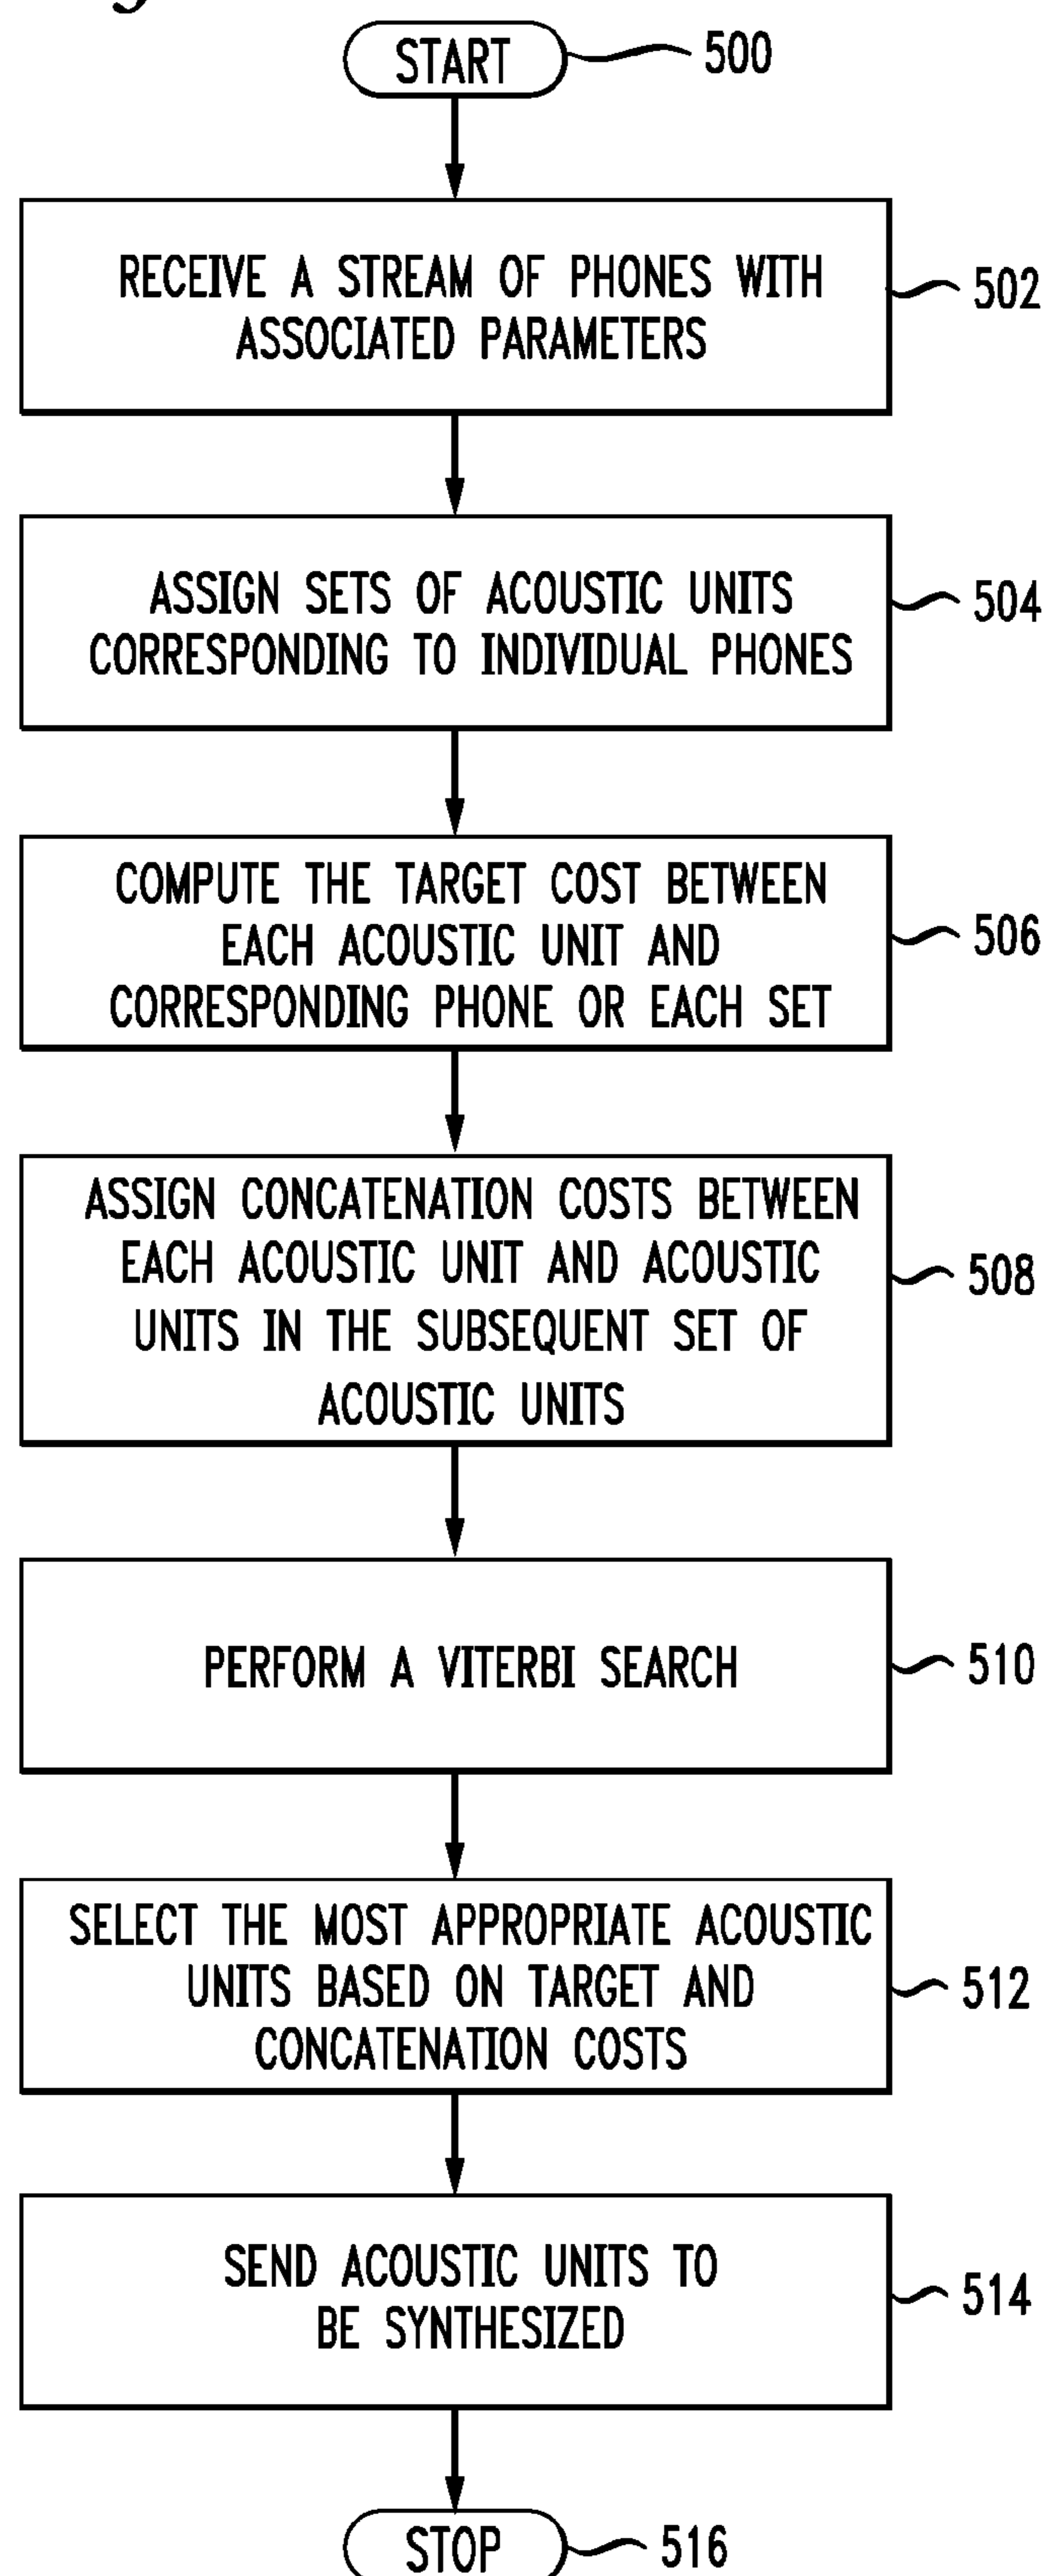 START
500
RECEIVE A STREAM OF PHONES WITH
ASSOCIATED PARAMETERS
502
ASSIGN SETS OF ACOUSTIC UNITS
CORRESPONDING TO INDIVIDUAL PHONES
504
COMPUTE THE TARGET COST BETWEEN
EACH ACOUSTIC UNIT AND
CORRESPONDING PHONE OR EACH SET
506
ASSIGN CONCATENATION COSTS BETWEEN
EACH ACOUSTIC UNIT AND ACOUSTIC
UNITS IN THE SUBSEQUENT SET OF
ACOUSTIC UNITS
508
PERFORM A VITERBI SEARCH
510
SELECT THE MOST APPROPRIATE ACOUSTIC
UNITS BASED ON TARGET AND
CONCATENATION COSTS
512
SEND ACOUSTIC UNITS TO
BE SYNTHESIZED
514
STOP
516